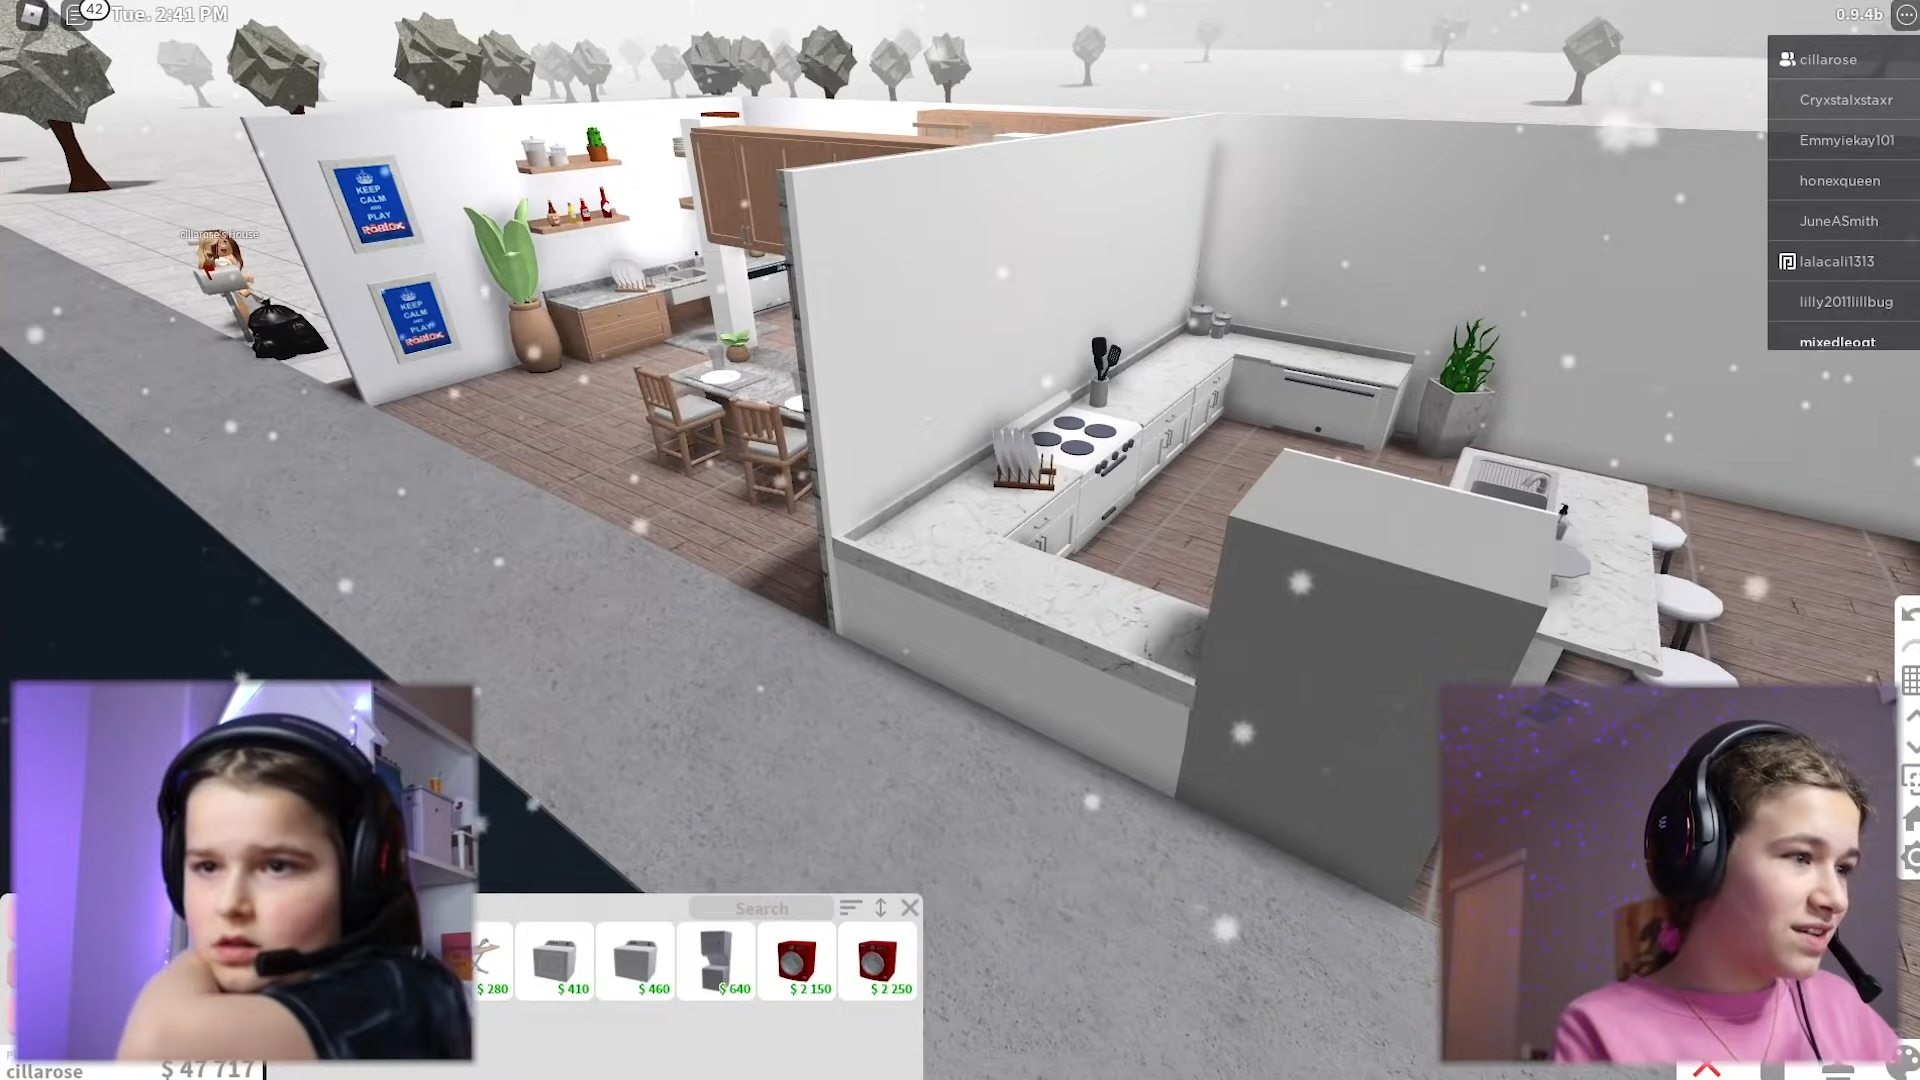 42
Tue. 2:41 PM
0.9.4b
cillarose
Cryxstalxstaxr
Emmyiekay101
honexqueen
JuneASmith
lalacali1313
lilly2011lillbug
mixedleogt
cillarose's House
KEEP
CALM
AND
PLAY
ROBLOX
KEEP
CALM
AND
PLAY
ROBLOX
Search
$ 280
$ 410
$ 460
$ 640
$ 2 150
$ 2 250
cillarose
$ 47 717